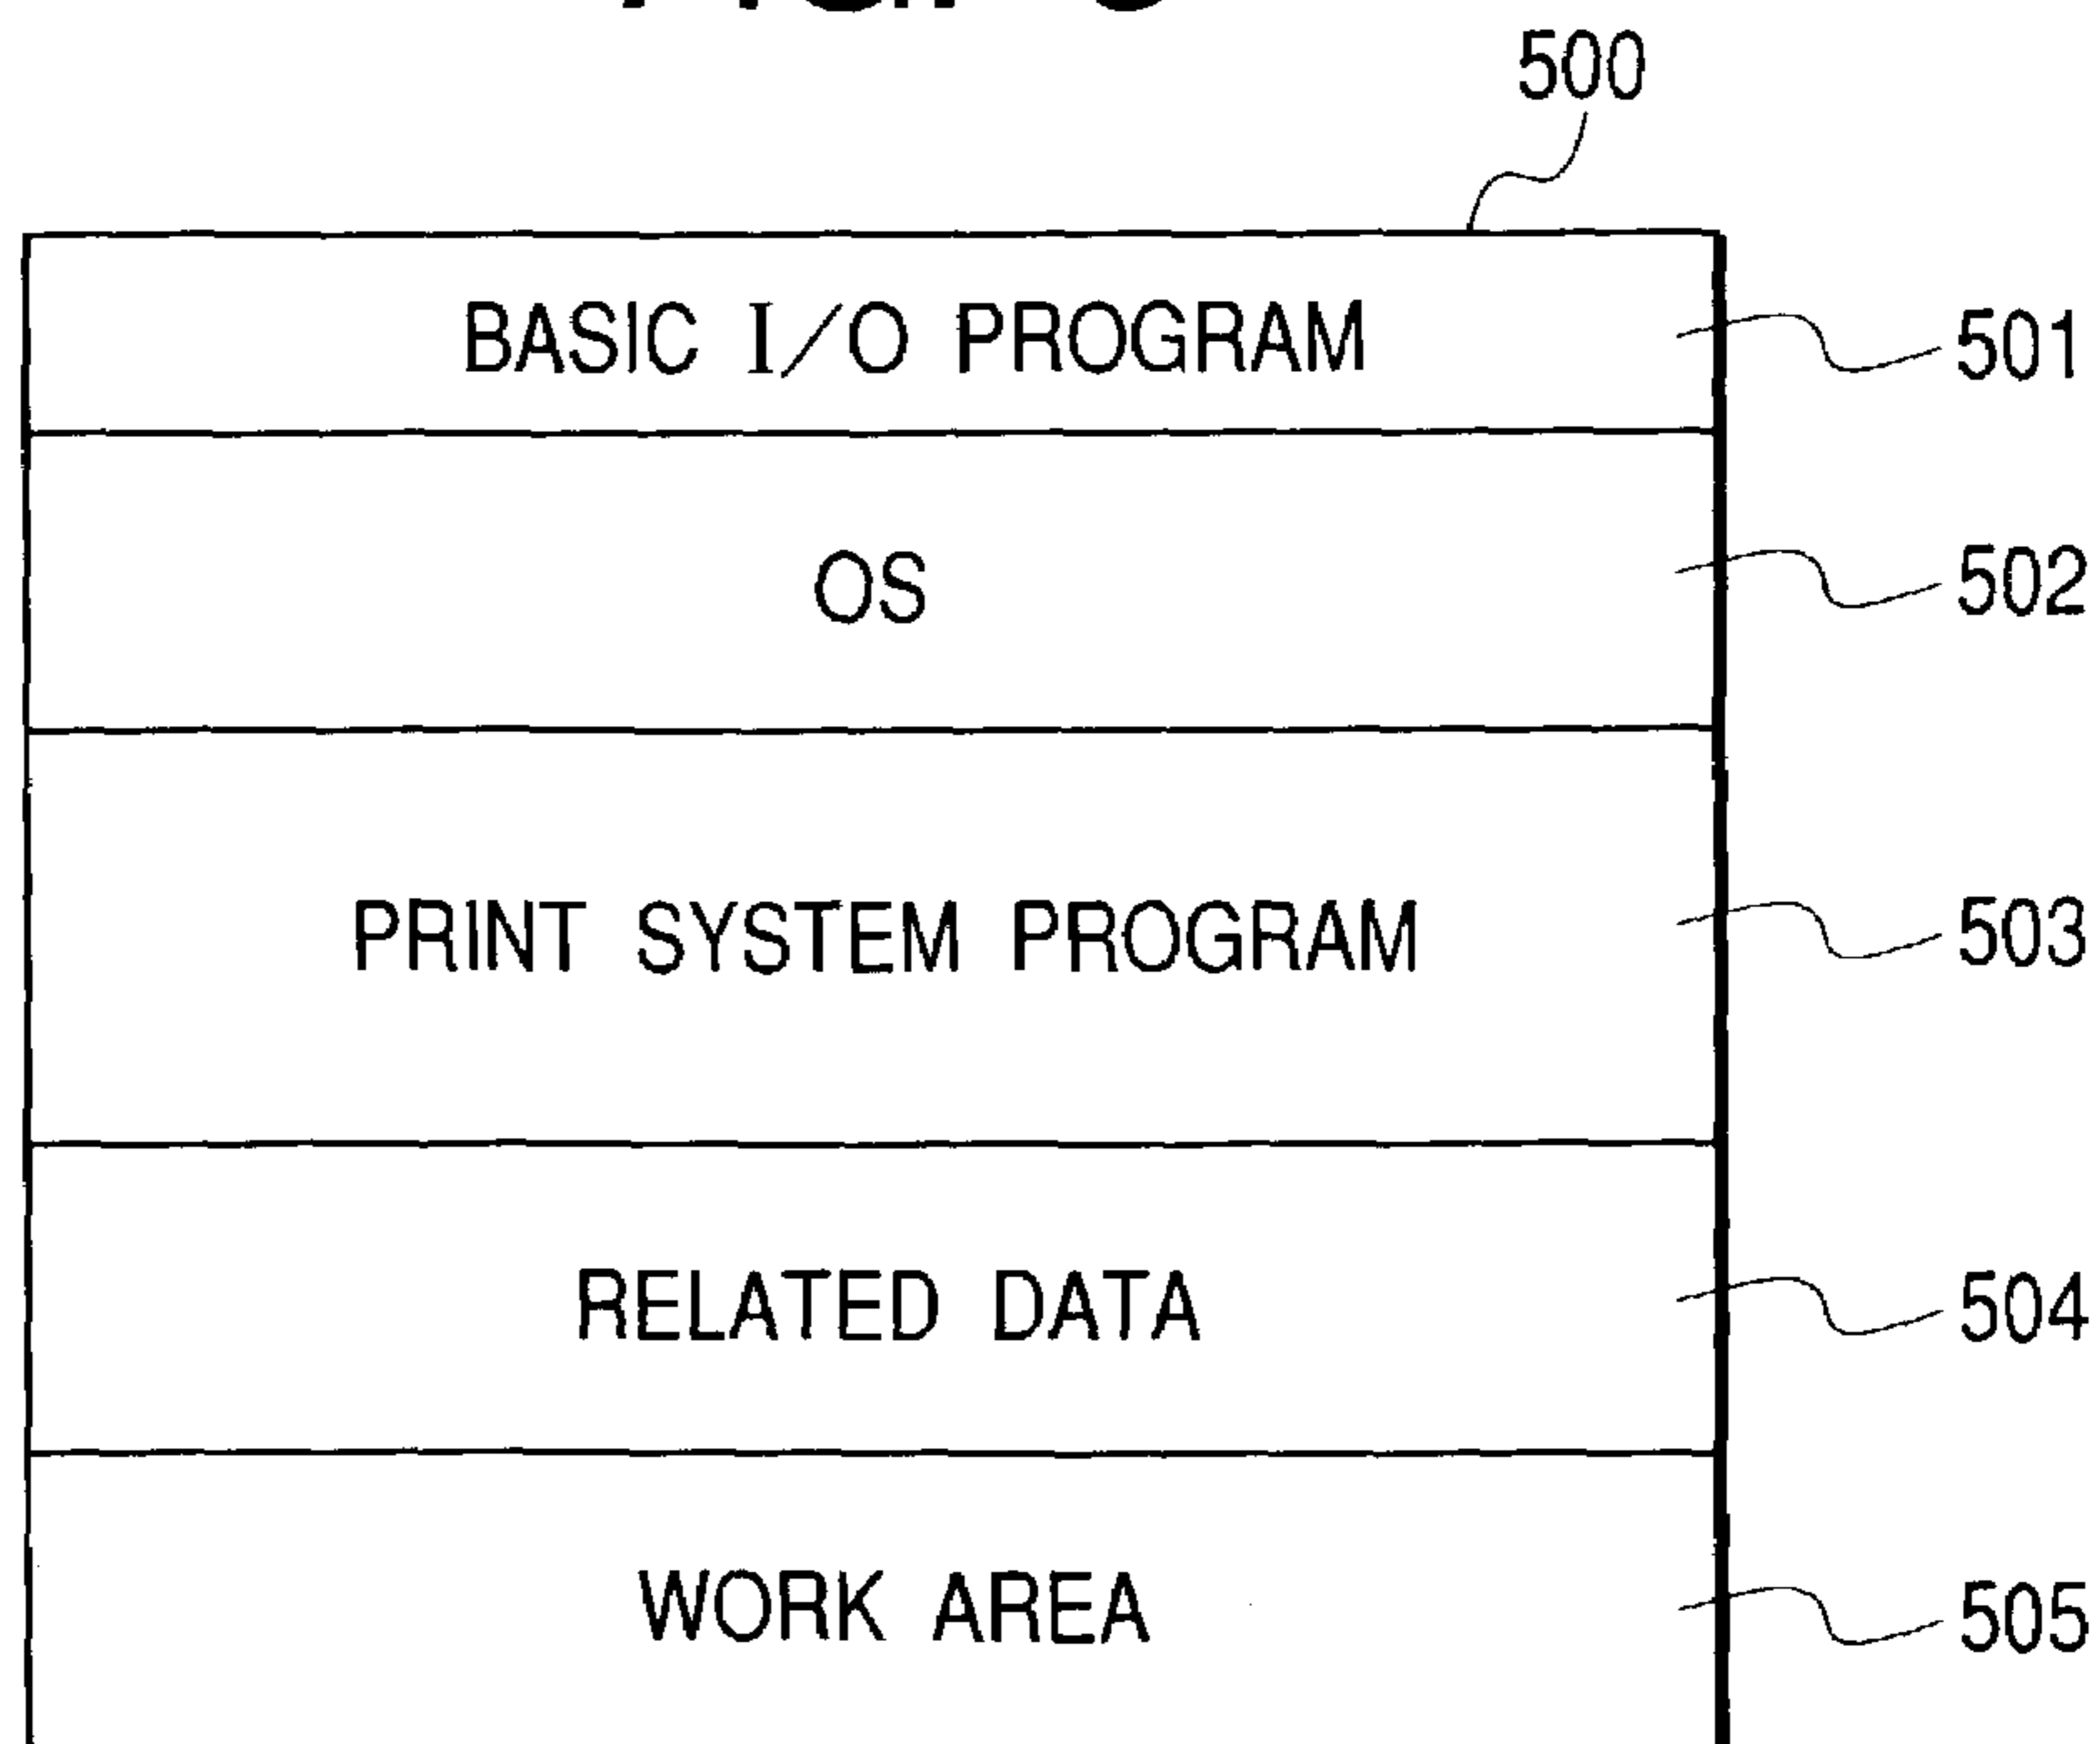 500
BASIC I/O PROGRAM 501
OS 502
PRINT SYSTEM PROGRAM 503
RELATED DATA 504
WORK AREA 505